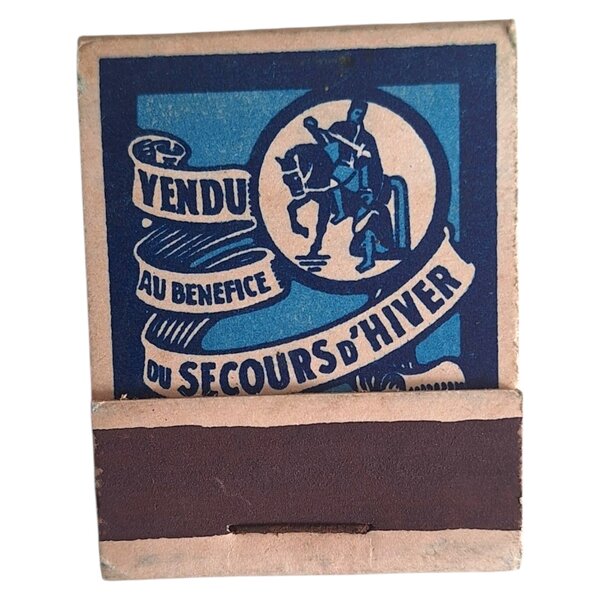 VENDU
AU BENEFICE
DU SECOURS D'HIVER